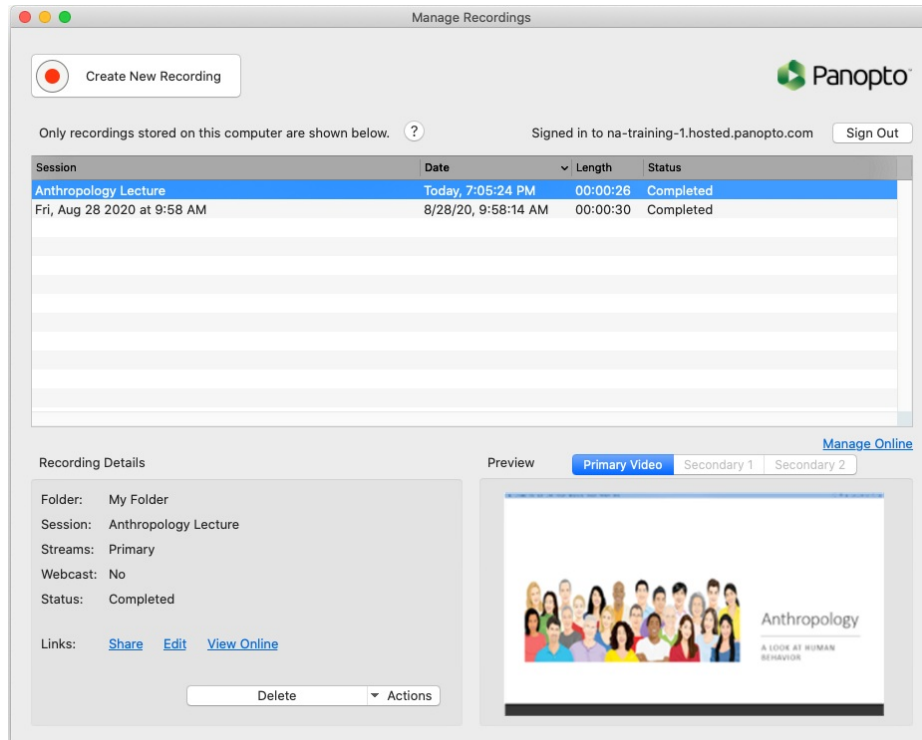 Manage Recordings
Create New Recording
Panopto
Only recordings stored on this computer are shown below. ? Signed in to na-training-1.hosted.panopto.com Sign Out
Session Date Length Status
Anthropology Lecture Today, 7:05:24 PM 00:00:26 Completed
Fri, Aug 28 2020 at 9:58 AM 8/28/20, 9:58:14 AM 00:00:30 Completed
Manage Online
Recording Details
Folder: My Folder
Session: Anthropology Lecture
Streams: Primary
Webcast: No
Status: Completed
Links: Share Edit View Online
Delete Actions
Preview Primary Video Secondary 1 Secondary 2
Anthropology
A LOOK AT HUMAN
BEHAVIOR